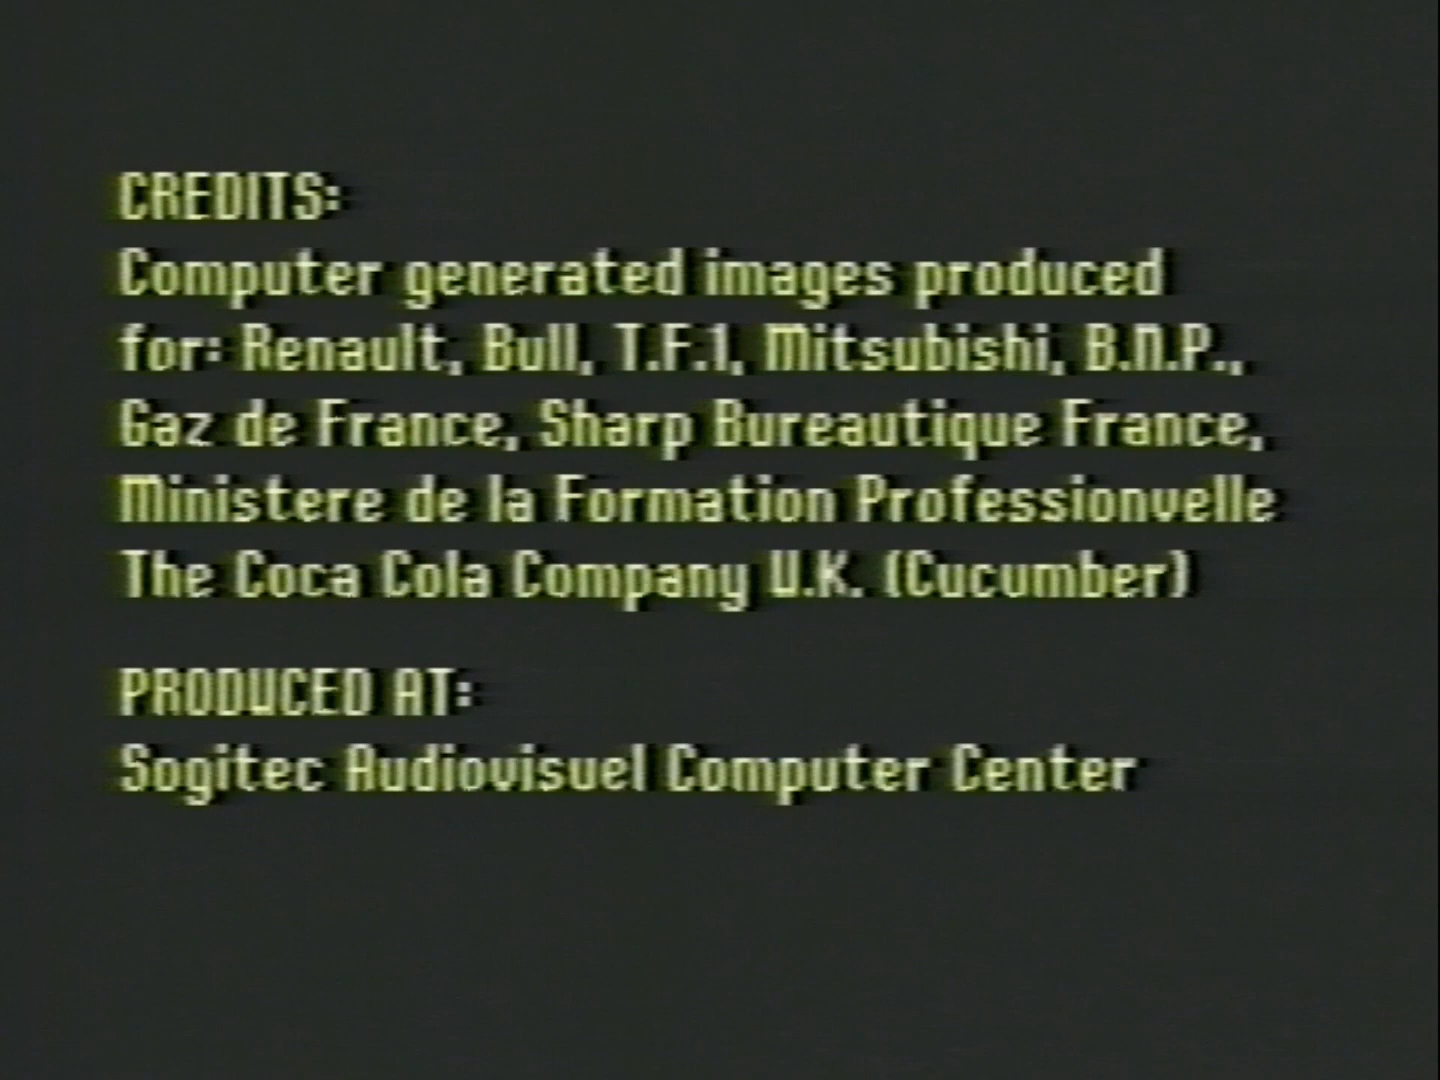 CREDITS:
Computer generated images produced
for: Renault, Bull, T.F.1, Mitsubishi, B.N.P.,
Gaz de France, Sharp Bureautique France,
Ministere de la Formation Professionvelle
The Coca Cola Company U.K. (Cucumber)
PRODUCED AT:
Sogitec Audiovisuel Computer Center